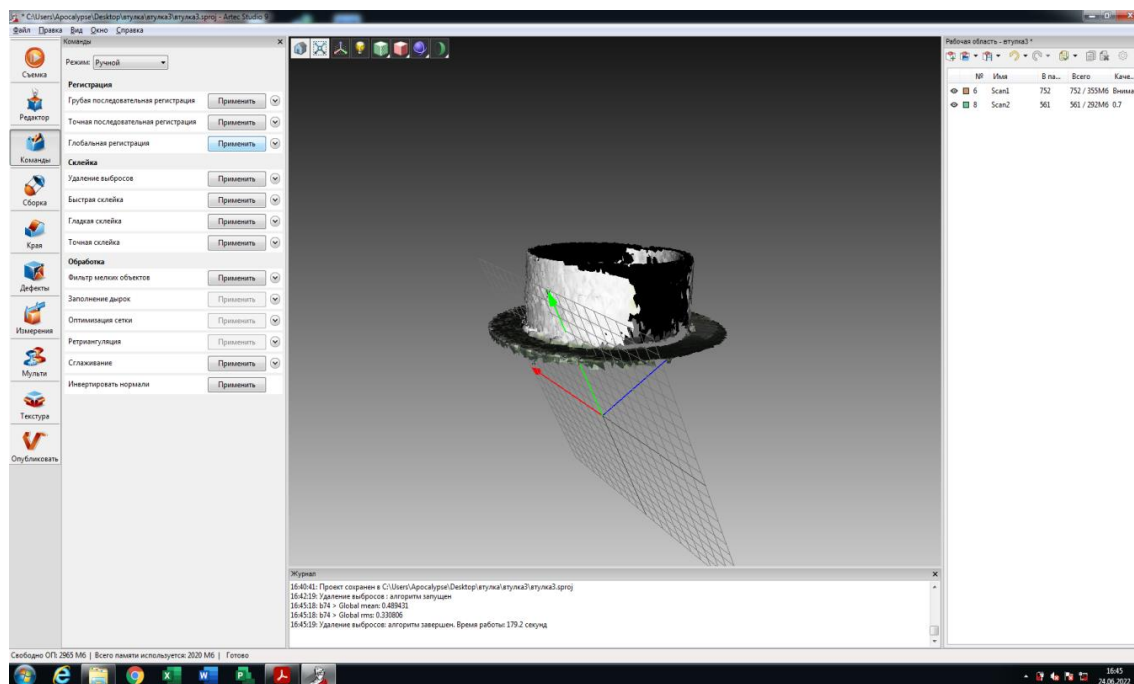 * C:\Users\Apocalypse\Desktop\втулка\втулка3\втулка3.sproj - Artec Studio 9
Файл Правка Вид Окно Справка
Команды
Режим: Ручной
Регистрация
Грубая последовательная регистрация Применить
Точная последовательная регистрация Применить
Глобальная регистрация Применить
Склейка
Удаление выбросов Применить
Быстрая склейка Применить
Гладкая склейка Применить
Точная склейка Применить
Обработка
Фильтр мелких объектов Применить
Заполнение дырок Применить
Оптимизация сетки Применить
Ретриангуляция Применить
Сглаживание Применить
Инвертировать нормали Применить
Съемка
Редактор
Команды
Сборка
Края
Дефекты
Измерения
Мульти
Текстура
Опубликовать
Рабочая область - втулка3 *
№ Имя В па... Всего Каче...
6 Scan1 752 752 / 355Мб Внима
8 Scan2 561 561 / 292Мб 0.7
Журнал
16:40:41: Проект сохранен в C:\Users\Apocalypse\Desktop\втулка\втулка3\втулка3.sproj
16:42:19: Удаление выбросов : алгоритм запущен
16:45:18: b74 > Global mean: 0.489431
16:45:18: b74 > Global rms: 0.330806
16:45:19: Удаление выбросов: алгоритм завершен. Время работы: 179.2 секунд
Свободно ОП: 2965 Мб | Всего памяти используется: 2020 Мб | Готово
16:45
24.06.2022